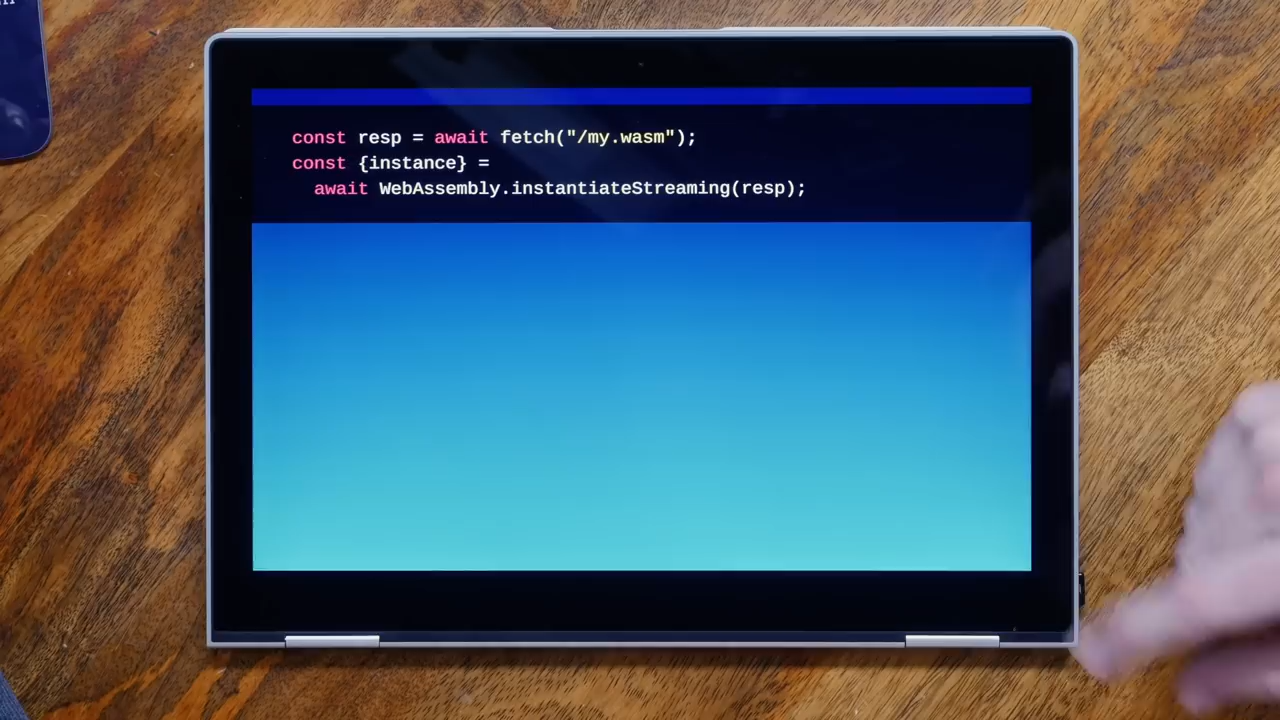 const resp = await fetch("/my.wasm");
const {instance} =
await WebAssembly.instantiateStreaming(resp);